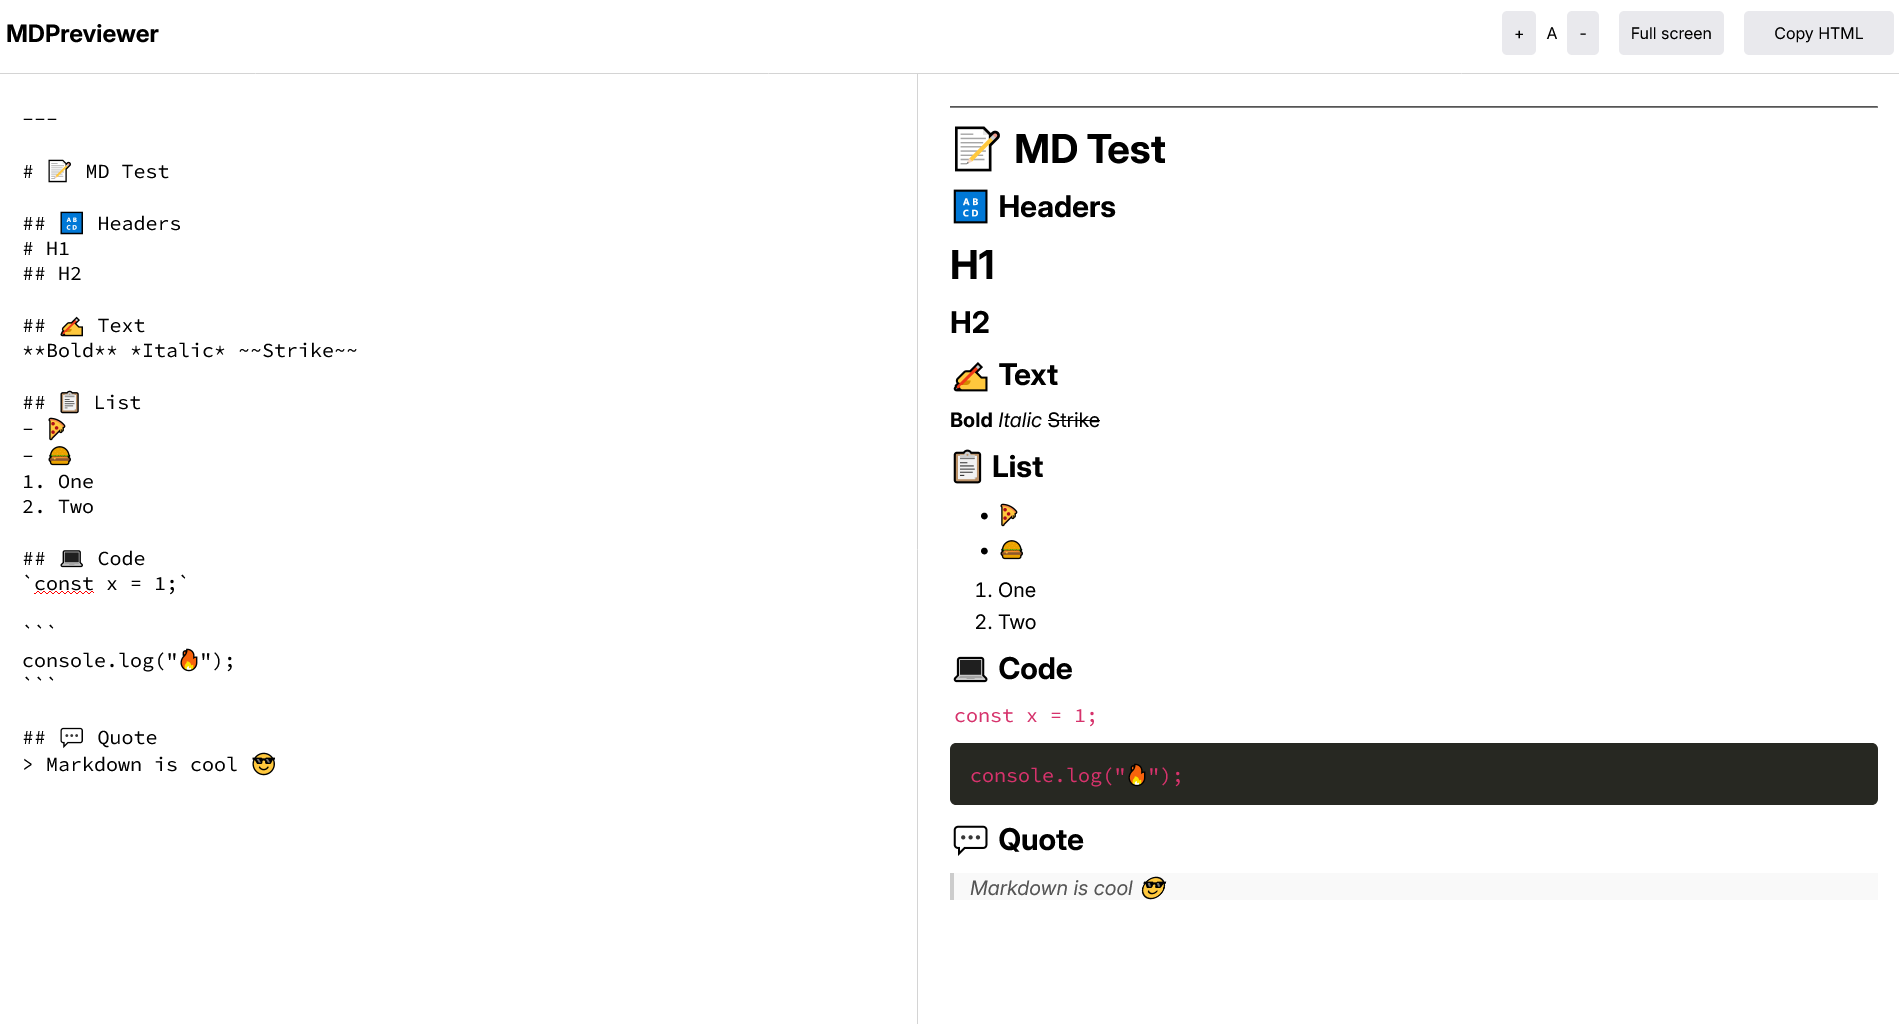 MDPreviewer
+ A - Full screen Copy HTML
---
# 📝 MD Test
## 🔠 Headers
# H1
## H2
## ✍️ Text
**Bold** *Italic* ~~Strike~~
## 📋 List
- 🍕
- 🍔
1. One
2. Two
## 💻 Code
`const x = 1;`
```
console.log("🔥");
```
## 💬 Quote
> Markdown is cool 😎
📝 MD Test
🔠 Headers
H1
H2
✍️ Text
Bold Italic Strike
📋 List
• 🍕
• 🍔
1. One
2. Two
💻 Code
const x = 1;
console.log("🔥");
💬 Quote
Markdown is cool 😎